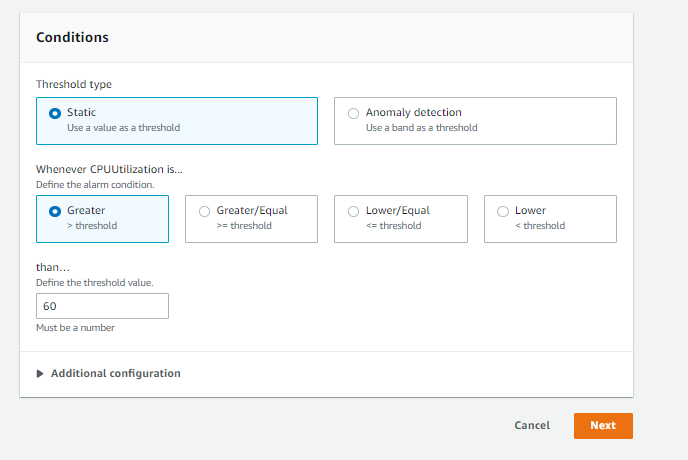 Conditions
Threshold type
Static
Use a value as a threshold
Anomaly detection
Use a band as a threshold
Whenever CPUUtilization is...
Define the alarm condition.
Greater
> threshold
Greater/Equal
>= threshold
Lower/Equal
<= threshold
Lower
< threshold
than...
Define the threshold value.
60
Must be a number
Additional configuration
Cancel
Next